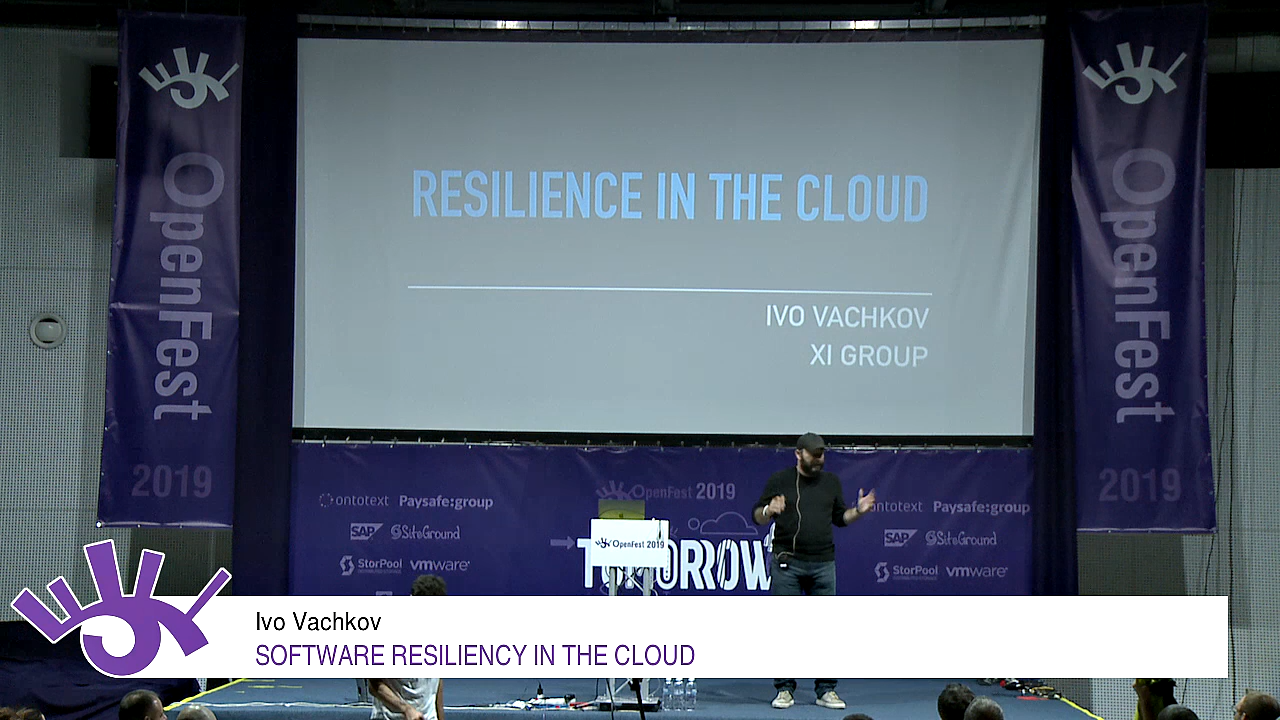 OpenFest
2019
RESILIENCE IN THE CLOUD
IVO VACHKOV
XI GROUP
OpenFest
2019
ontotext Paysafe:group
SAP SiteGround
StorPool vmware
OpenFest 2019
OpenFest 2019
TOMORROW
ontotext Paysafe:group
SAP SiteGround
StorPool vmware
Ivo Vachkov
SOFTWARE RESILIENCY IN THE CLOUD